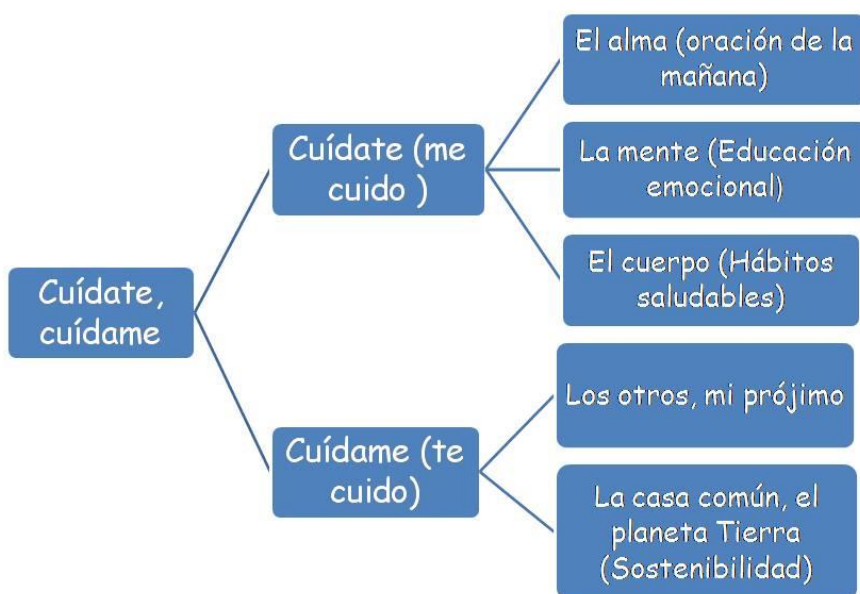 Cuídate,
cuídame
Cuídate (me
cuido )
El alma (oración de la
mañana)
La mente (Educación
emocional)
El cuerpo (Hábitos
saludables)
Cuídame (te
cuido)
Los otros, mi prójimo
La casa común, el
planeta Tierra
(Sostenibilidad)